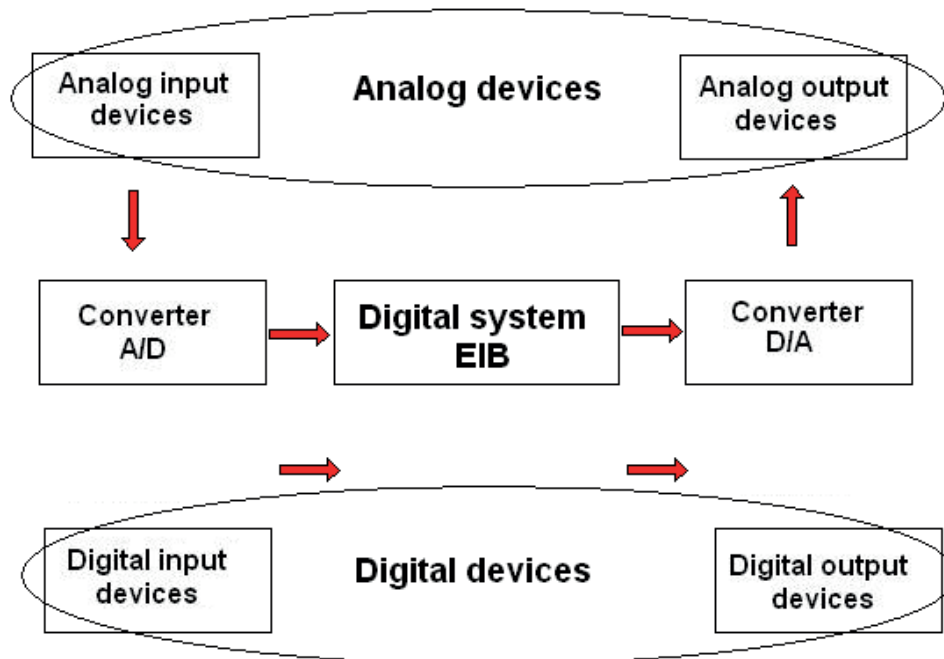 Analog input
devices
Analog devices
Analog output
devices
Converter
A/D
Digital system
EIB
Converter
D/A
Digital input
devices
Digital devices
Digital output
devices